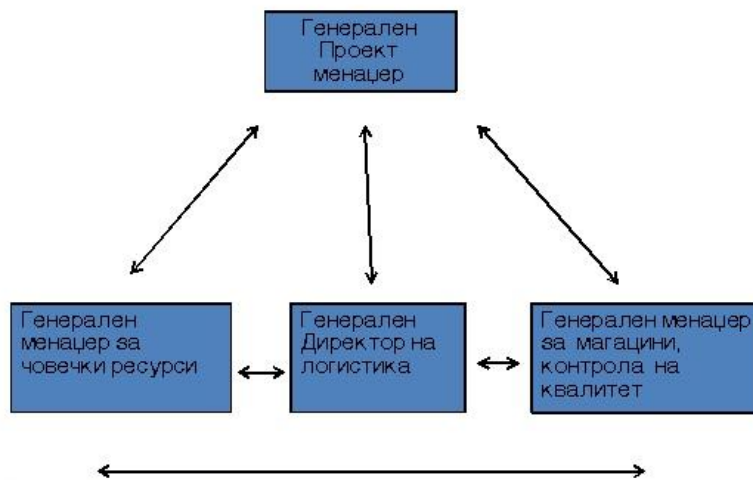 Генерален
Проект
менаџер
Генерален
менаџер за
човечки ресурси
Генерален
Директор на
логистика
Генерален менаџер
за магацини,
контрола на
квалитет